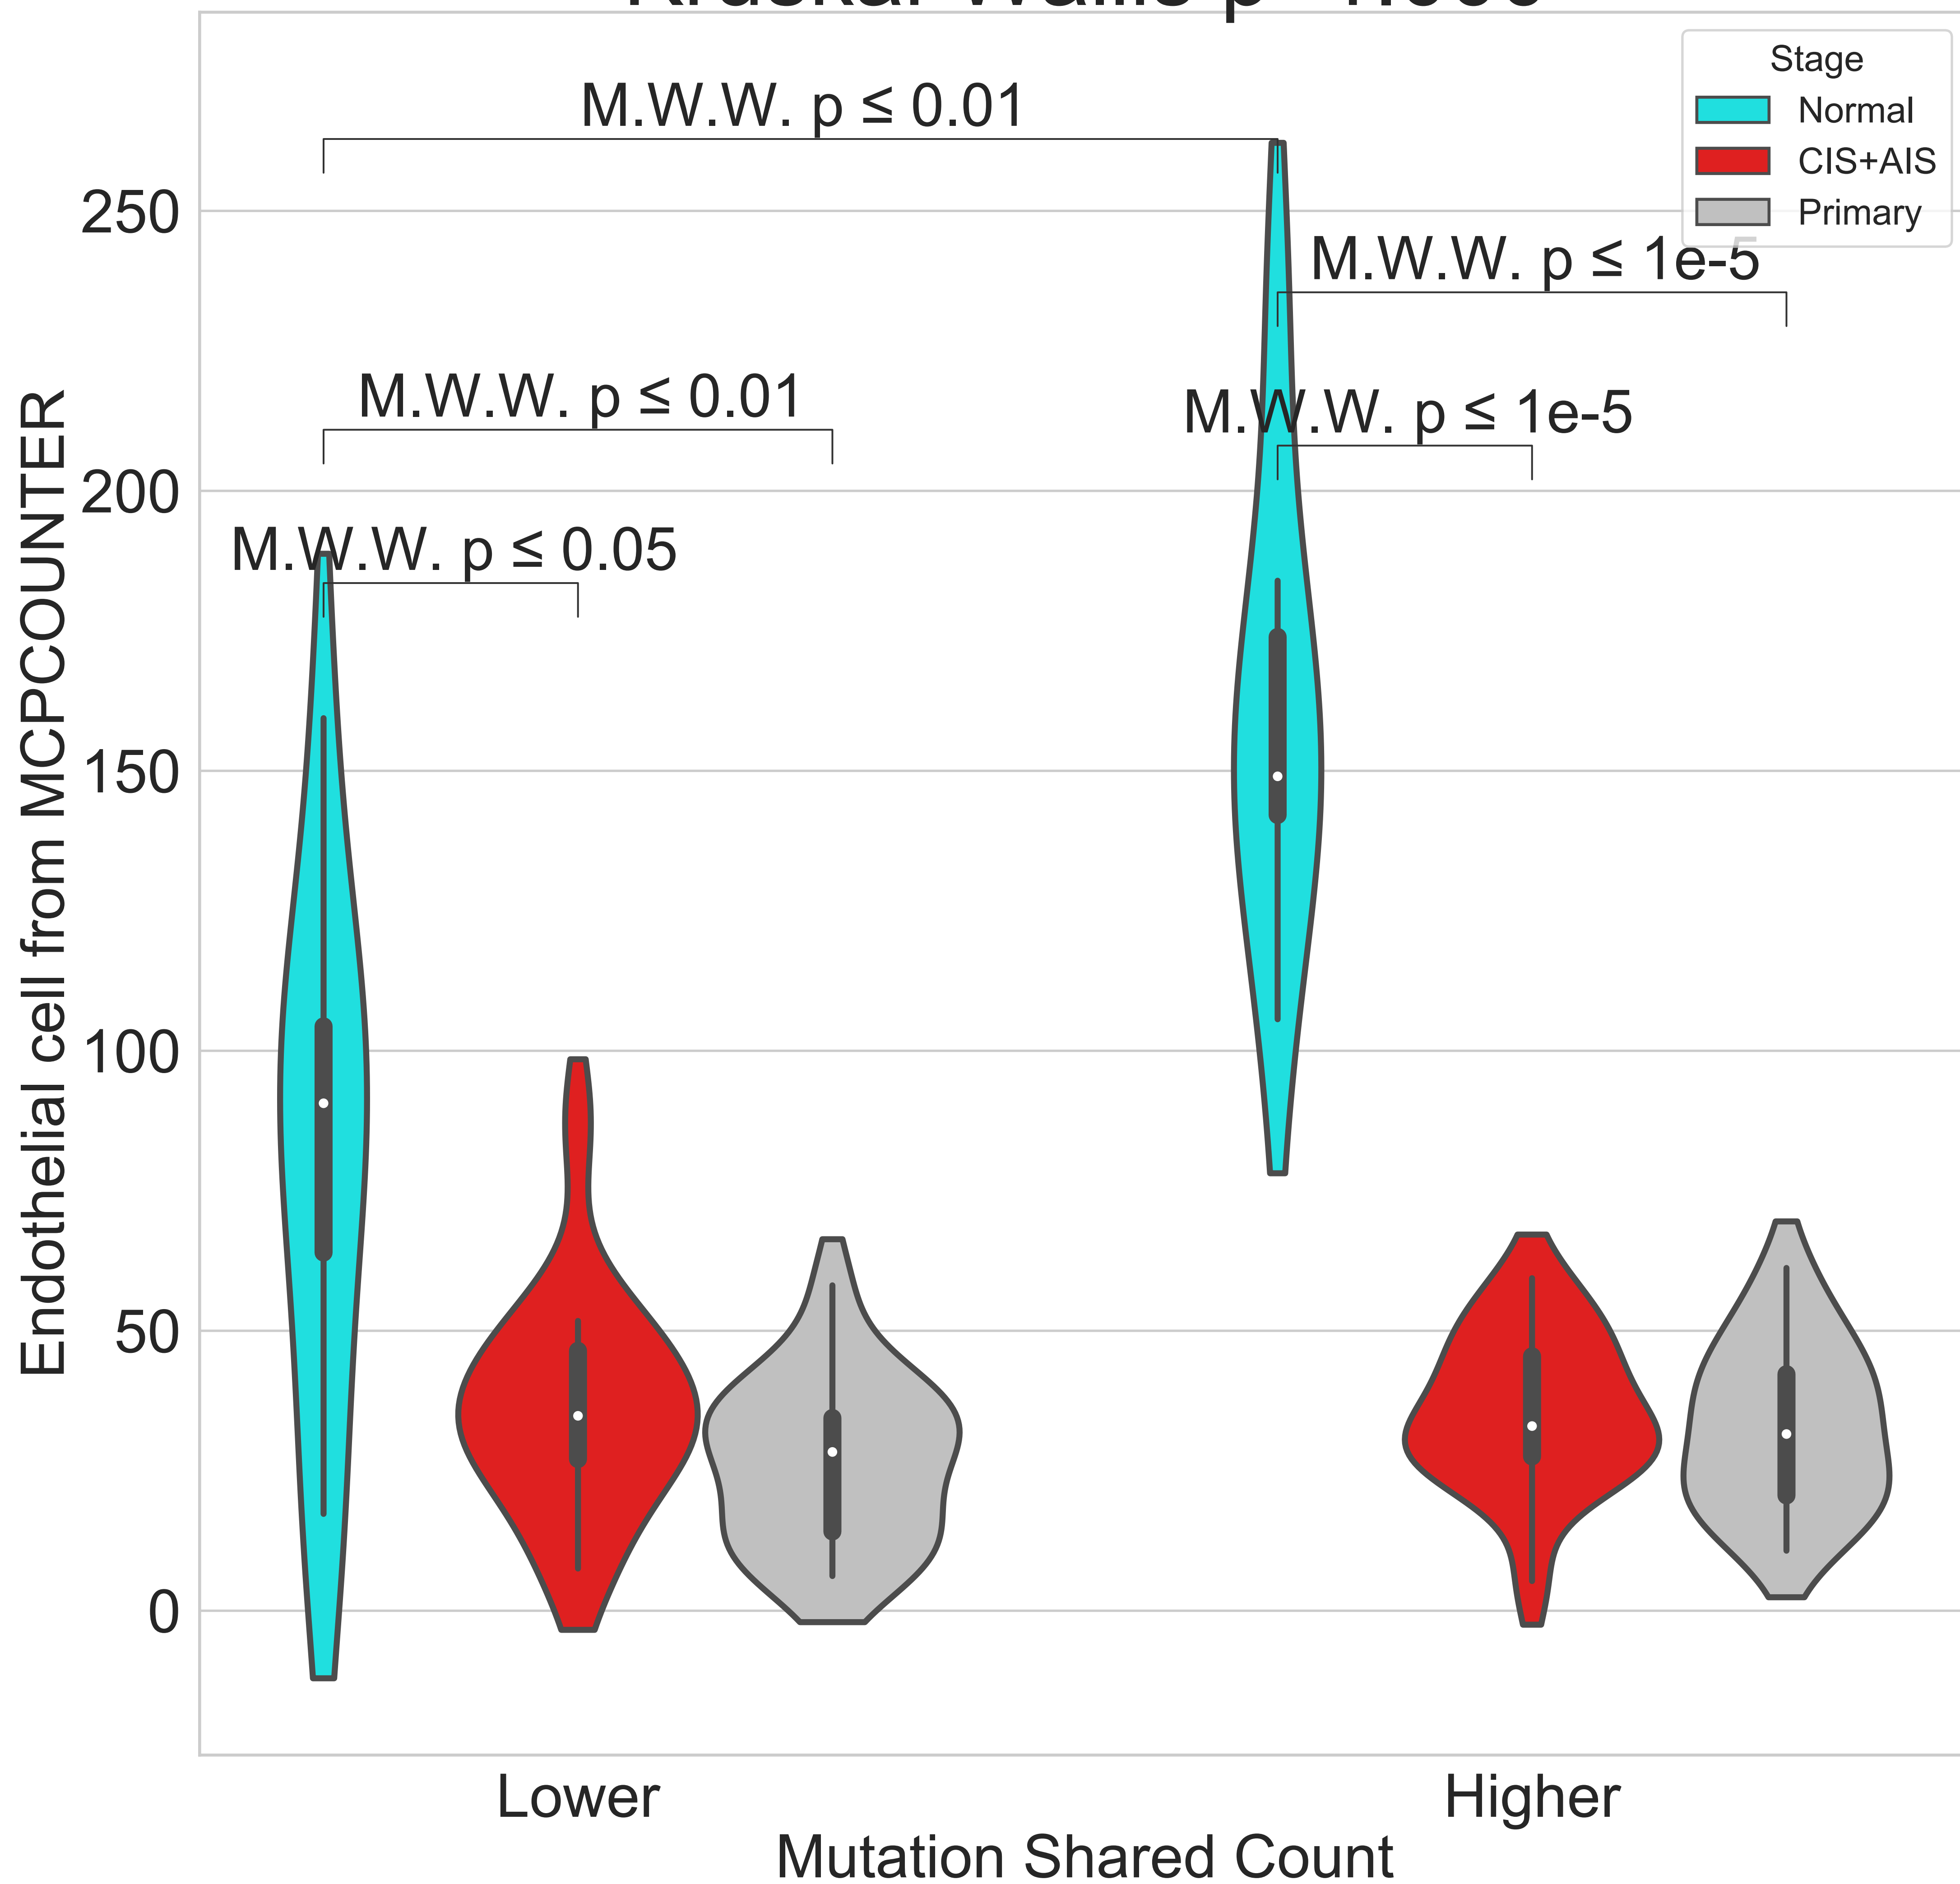 Stage
Normal
CIS+AIS
Primary
M.W.W. p ≤ 0.01
M.W.W. p ≤ 1e-5
M.W.W. p ≤ 0.01
M.W.W. p ≤ 1e-5
M.W.W. p ≤ 0.05
Endothelial cell from MCPCOUNTER
250
200
150
100
50
0
Lower
Higher
Mutation Shared Count